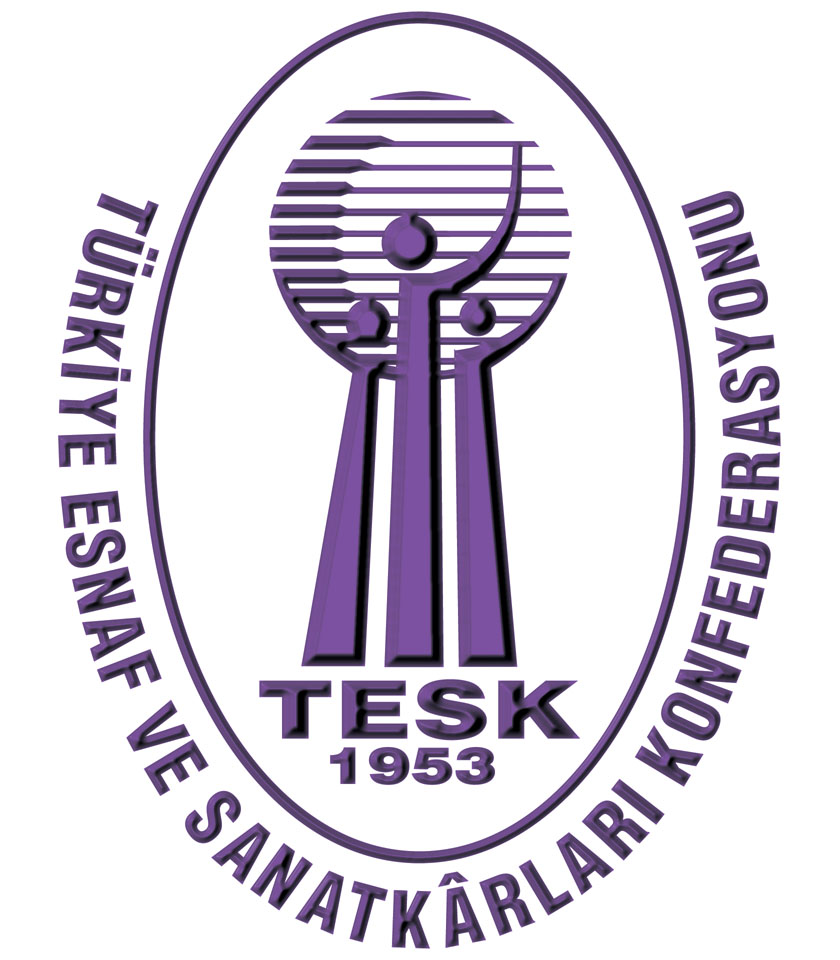 TESK
1953
TÜRKİYE ESNAF VE SANATKÂRLARI KONFEDERASYONU